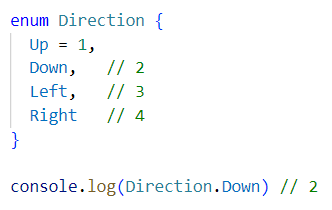 enum Direction {
  Up = 1,
  Down,   // 2
  Left,   // 3
  Right   // 4
}

console.log(Direction.Down) // 2